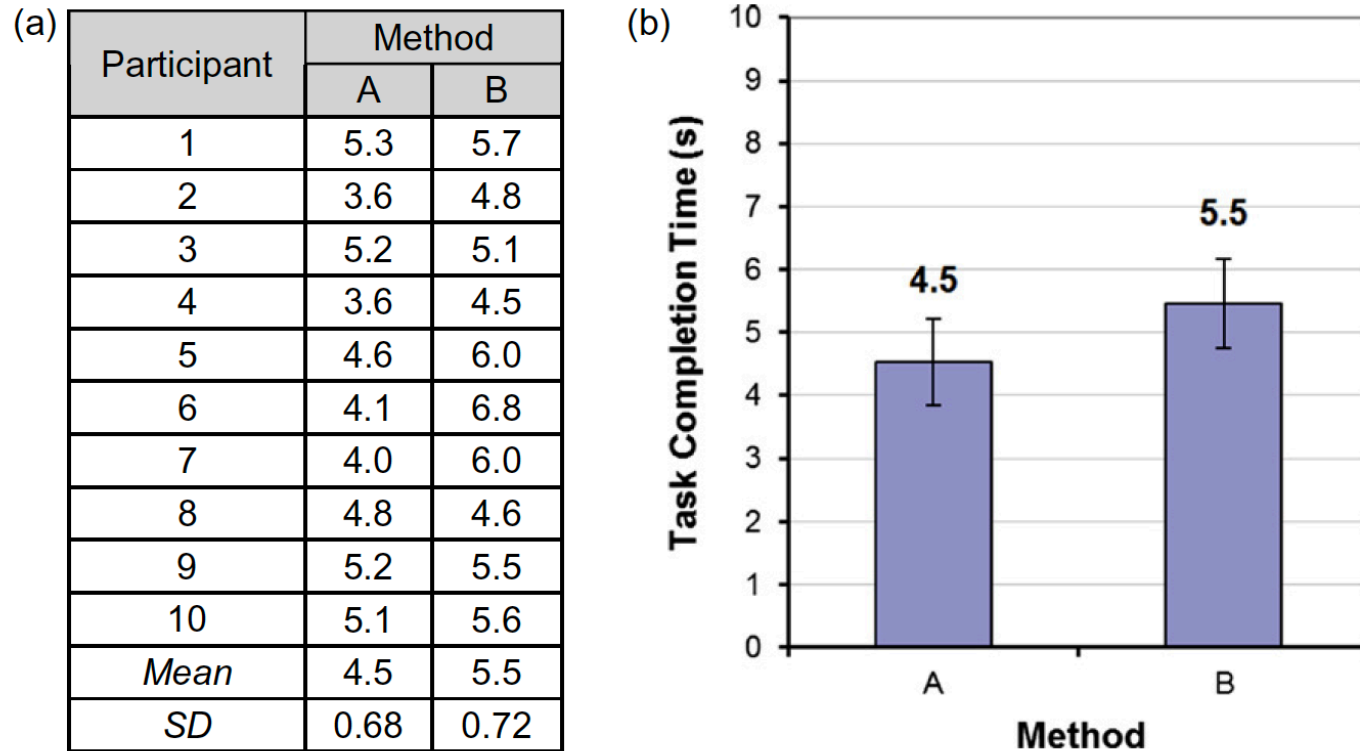 (a)
Participant Method
A B
1 5.3 5.7
2 3.6 4.8
3 5.2 5.1
4 3.6 4.5
5 4.6 6.0
6 4.1 6.8
7 4.0 6.0
8 4.8 4.6
9 5.2 5.5
10 5.1 5.6
Mean 4.5 5.5
SD 0.68 0.72
(b)
Task Completion Time (s)
10
9
8
7
6
5
4
3
2
1
0
4.5
5.5
A B
Method